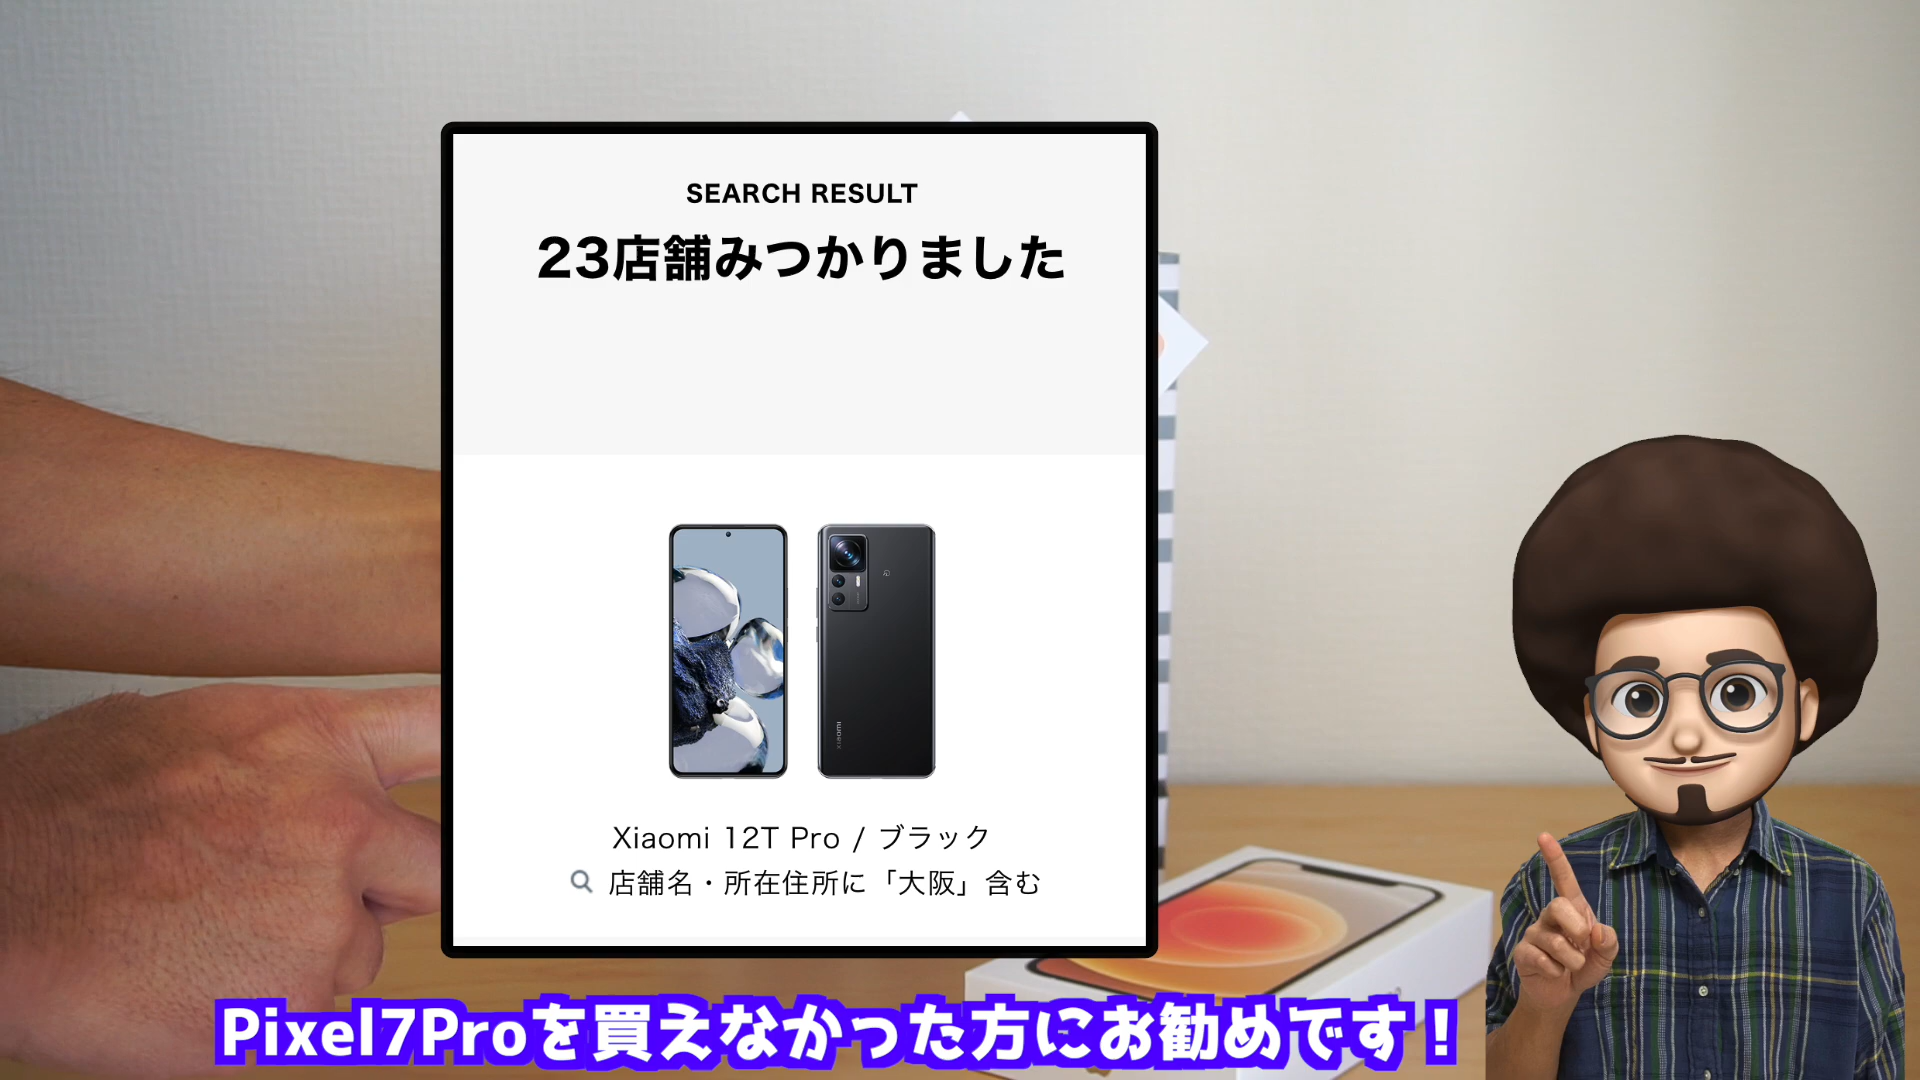 SEARCH RESULT
23店舗みつかりました
xiaomi
Xiaomi 12T Pro / ブラック
店舗名・所在住所に「大阪」含む
Pixel7Proを買えなかった方にお勧めです！